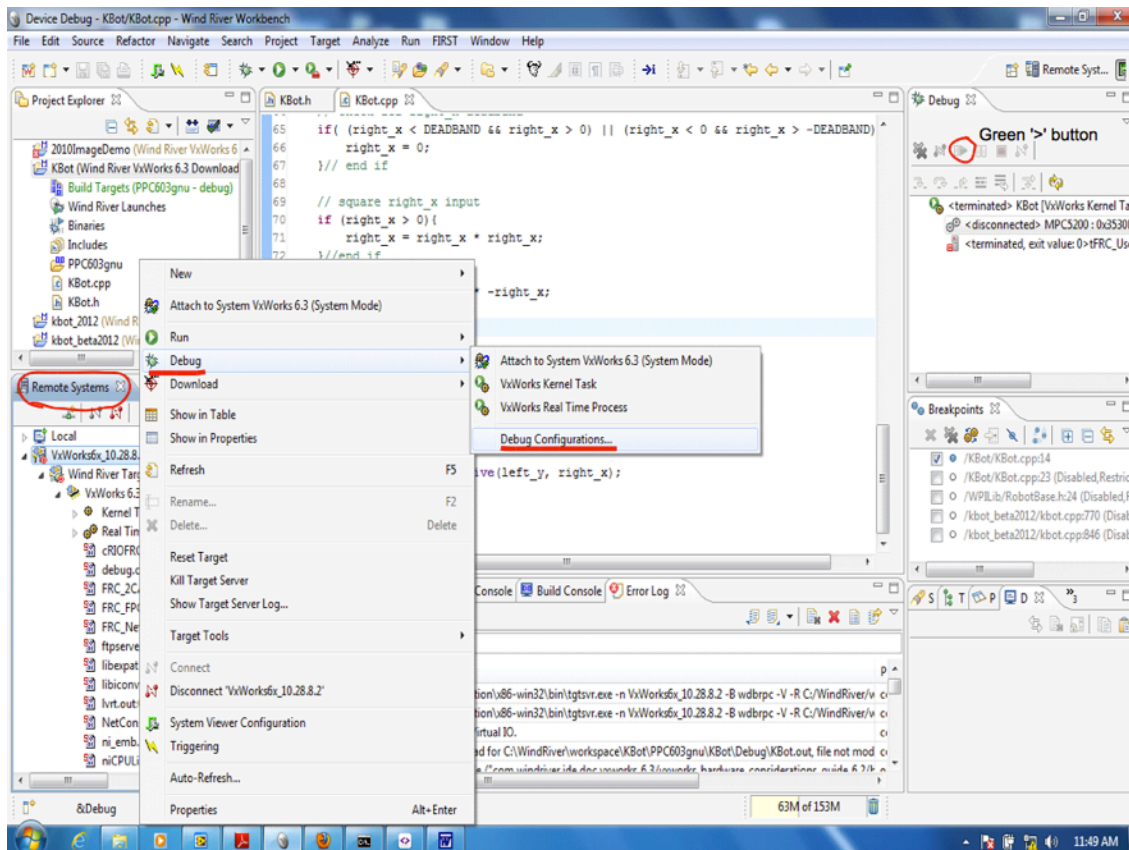 Device Debug - KBot/KBot.cpp - Wind River Workbench
File Edit Source Refactor Navigate Search Project Target Analyze Run FIRST Window Help
Remote Syst...
Project Explorer
2010ImageDemo (Wind River VxWorks 6
KBot (Wind River VxWorks 6.3 Download
Build Targets (PPC603gnu - debug)
Wind River Launches
Binaries
Includes
PPC603gnu
KBot.cpp
KBot.h
kbot_2012 (Wind R
kbot_beta2012 (Wi
KBot.h KBot.cpp
65 if( (right_x < DEADBAND && right_x > 0) || (right_x < 0 && right_x > -DEADBAND)
66 right_x = 0;
67 }// end if
68
69 // square right_x input
70 if (right_x > 0){
71 right_x = right_x * right_x;
72 }//end if
* -right_x;
ive(left_y, right_x);
Debug
Green '>' button
<terminated> KBot [VxWorks Kernel Ta
<disconnected> MPC5200 : 0x35300
<terminated, exit value: 0>tFRC_Use
Remote Systems
Local
VxWorks6x_10.28.8.
Wind River Targ
VxWorks 6.3
Kernel T
Real Tin
cRIOFRC
debug.o
FRC_2CA
FRC_FPG
FRC_Ne
ftpserve
libexpat
libiconv
lvrt.out:
NetCon
ni_emb.
niCPULi
New
Attach to System VxWorks 6.3 (System Mode)
Run
Debug
Download
Show in Table
Show in Properties
Refresh F5
Rename... F2
Delete... Delete
Reset Target
Kill Target Server
Show Target Server Log...
Target Tools
Connect
Disconnect 'VxWorks6x_10.28.8.2'
System Viewer Configuration
Triggering
Auto-Refresh...
Properties Alt+Enter
Attach to System VxWorks 6.3 (System Mode)
VxWorks Kernel Task
VxWorks Real Time Process
Debug Configurations...
Breakpoints
/KBot/KBot.cpp:14
/KBot/KBot.cpp:23 (Disabled,Restric
/WPILib/RobotBase.h:24 (Disabled,R
/kbot_beta2012/kbot.cpp:770 (Disab
/kbot_beta2012/kbot.cpp:846 (Disab
Console Build Console Error Log
S T P D 3
tion\x86-win32\bin\tgtsvr.exe -n VxWorks6x_10.28.8.2 -B wdbrpc -V -R C:/WindRiver/w
tion\x86-win32\bin\tgtsvr.exe -n VxWorks6x_10.28.8.2 -B wdbrpc -V -R C:/WindRiver/w
irtual IO.
ad for C:\WindRiver\workspace\KBot\PPC603gnu\KBot\Debug\KBot.out, file not mod
&Debug
63M of 153M
11:49 AM